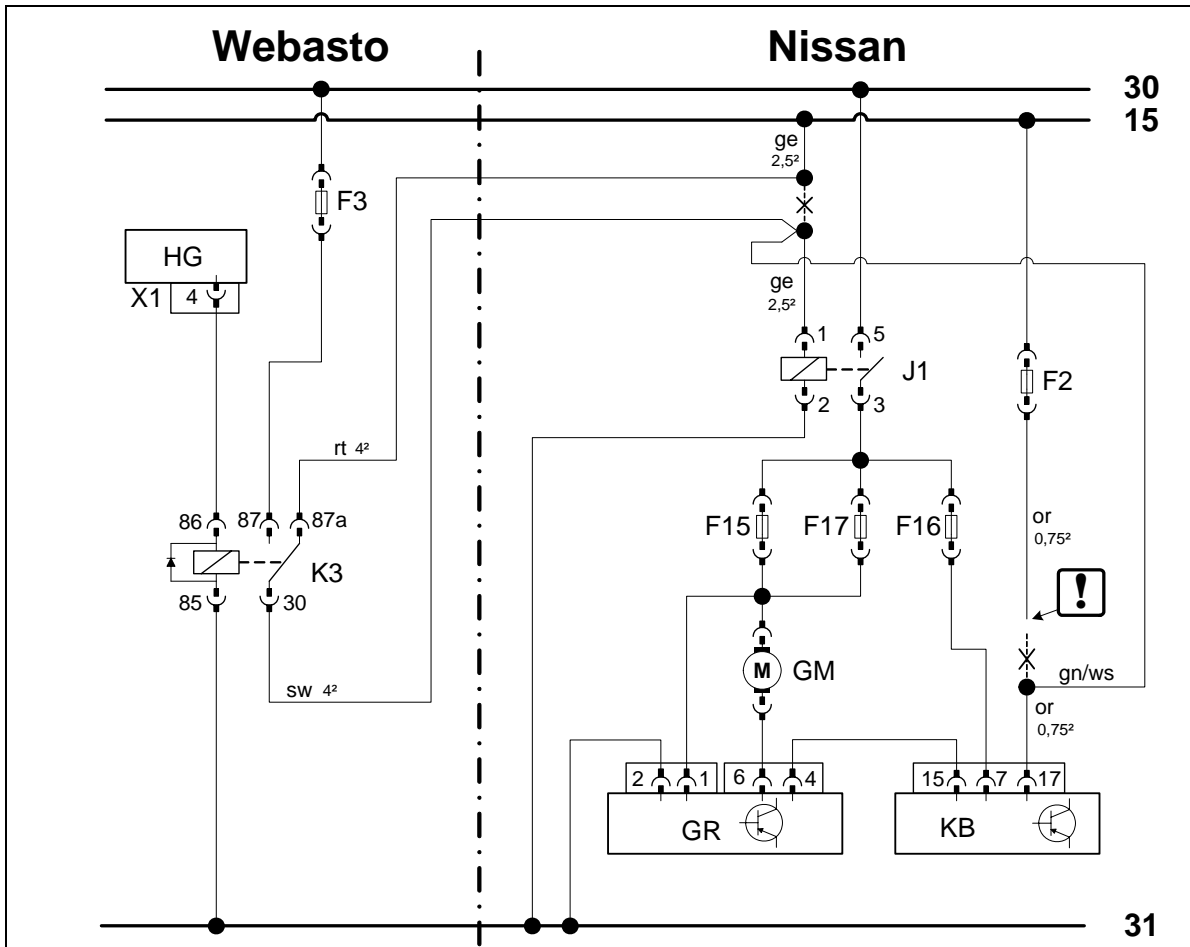 Webasto
Nissan
30
15
ge
2,5²
F3
HG
X1
4
ge
2,5²
1
5
J1
2
3
F2
rt 4²
86
87
87a
F15
F17
F16
or
0,75²
K3
!
85
30
M
GM
gn/ws
sw 4²
or
0,75²
2
1
6
4
15
7
17
GR
KB
31